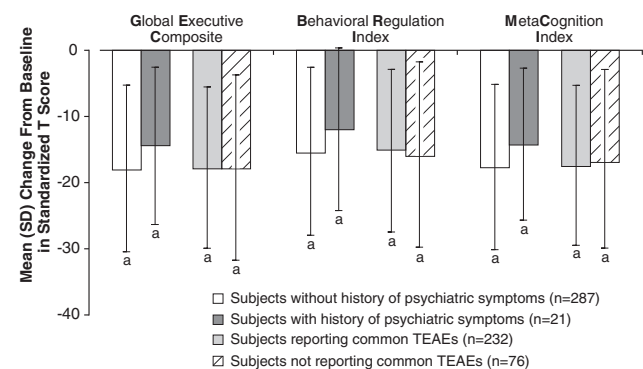 Global Executive Composite
Behavioral Regulation Index
MetaCognition Index
Mean (SD) Change From Baseline in Standardized T Score
0
-10
-20
-30
-40
a a a a a a a a a a a a
Subjects without history of psychiatric symptoms (n=287)
Subjects with history of psychiatric symptoms (n=21)
Subjects reporting common TEAEs (n=232)
Subjects not reporting common TEAEs (n=76)